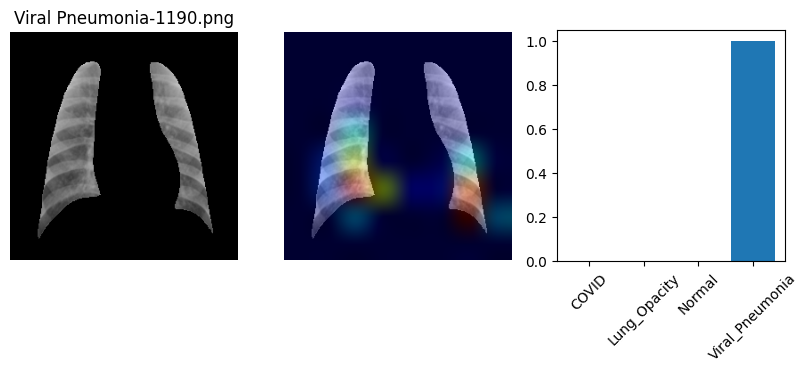 Viral Pneumonia-1190.png
1.0
0.8
0.6
0.4
0.2
0.0
COVID
Lung_Opacity
Normal
Viral_Pneumonia